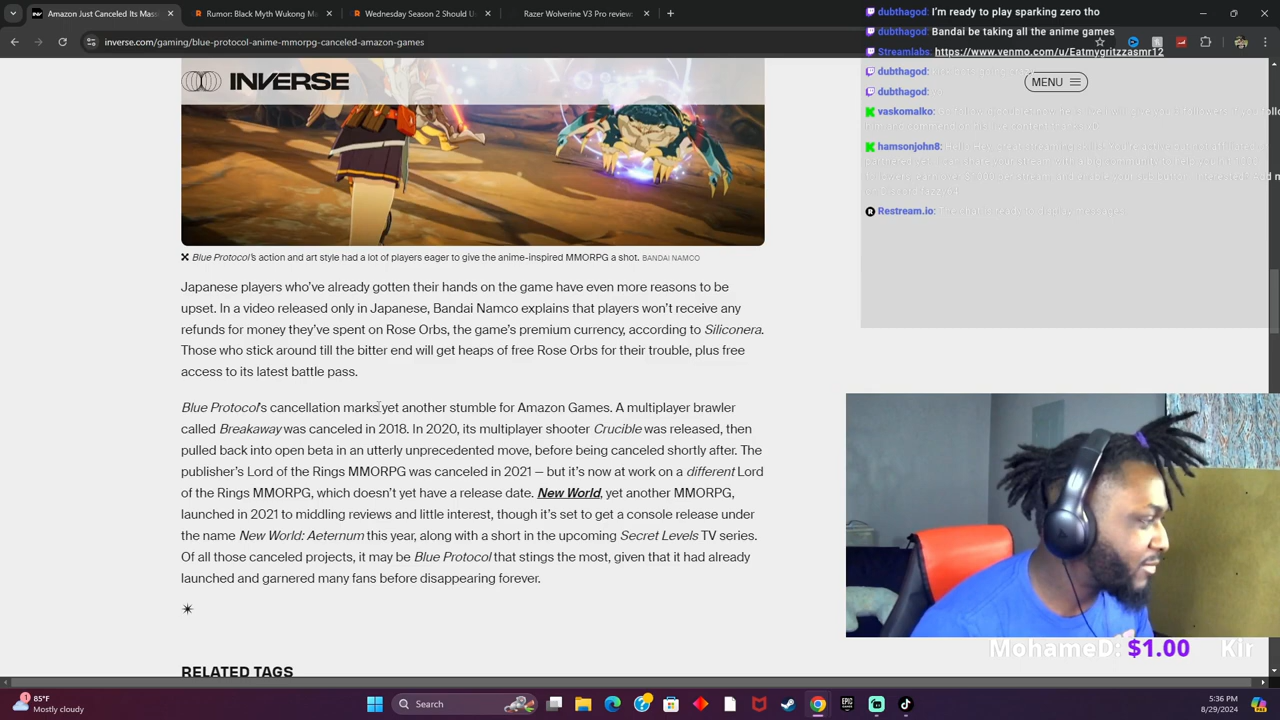 Amazon Just Canceled Its Mass
Rumor: Black Myth Wukong M
Wednesday Season 2 Should U
Razer Wolverine V3 Pro review
inverse.com/gaming/blue-protocol-anime-mmorpg-canceled-amazon-games
INVERSE
MENU
Blue Protocol's action and art style had a lot of players eager to give the anime-inspired MMORPG a shot. BANDAI NAMCO
Japanese players who've already gotten their hands on the game have even more reasons to be
upset. In a video released only in Japanese, Bandai Namco explains that players won't receive any
refunds for money they've spent on Rose Orbs, the game's premium currency, according to Siliconera.
Those who stick around till the bitter end will get heaps of free Rose Orbs for their trouble, plus free
access to its latest battle pass.
Blue Protocol's cancellation marks yet another stumble for Amazon Games. A multiplayer brawler
called Breakaway was canceled in 2018. In 2020, its multiplayer shooter Crucible was released, then
pulled back into open beta in an utterly unprecedented move, before being canceled shortly after. The
publisher's Lord of the Rings MMORPG was canceled in 2021 — but it's now at work on a different Lord
of the Rings MMORPG, which doesn't yet have a release date. New World, yet another MMORPG,
launched in 2021 to middling reviews and little interest, though it's set to get a console release under
the name New World: Aeternum this year, along with a short in the upcoming Secret Levels TV series.
Of all those canceled projects, it may be Blue Protocol that stings the most, given that it had already
launched and garnered many fans before disappearing forever.
RELATED TAGS
dubthagod: I'm ready to play sparking zero tho
dubthagod: Bandai be taking all the anime games
Streamlabs: https://www.venmo.com/u/Eatmygritzzasmr12
dubthagod:
dubthagod:
vaskomalko:
hamsonjohn8:
Restream.io:
MohameD: $1.00 Kir
85°F
Mostly cloudy
Search
5:36 PM
8/29/2024